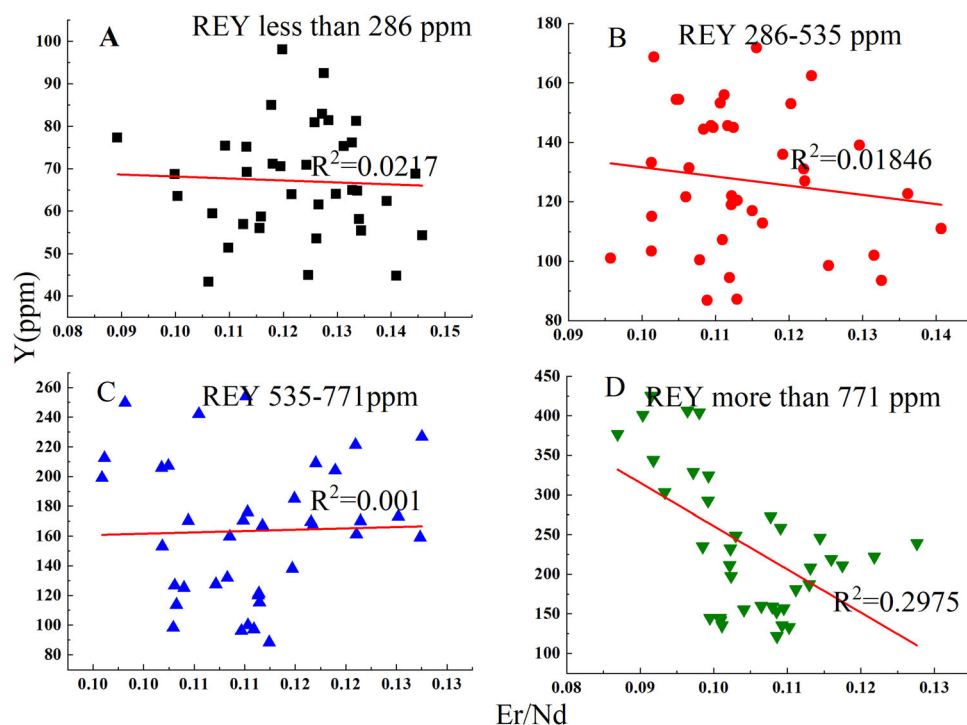 A REY less than 286 ppm
100
90
80
70
60
50
40
R²=0.0217
0.08 0.09 0.10 0.11 0.12 0.13 0.14 0.15
B REY 286-535 ppm
180
160
140
120
100
80
R²=0.01846
0.10 0.11 0.12 0.13 0.14
Y(ppm)
C REY 535-771ppm
260
240
220
200
180
160
140
120
100
80
R²=0.001
0.10 0.10 0.11 0.11 0.12 0.12 0.13 0.13
D REY more than 771 ppm
450
425
400
350
300
250
200
150
100
R²=0.2975
0.08 0.09 0.10 0.11 0.12 0.13
Er/Nd